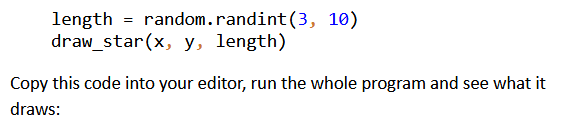 length = random.randint(3, 10)
draw_star(x, y, length)
Copy this code into your editor, run the whole program and see what it
draws: